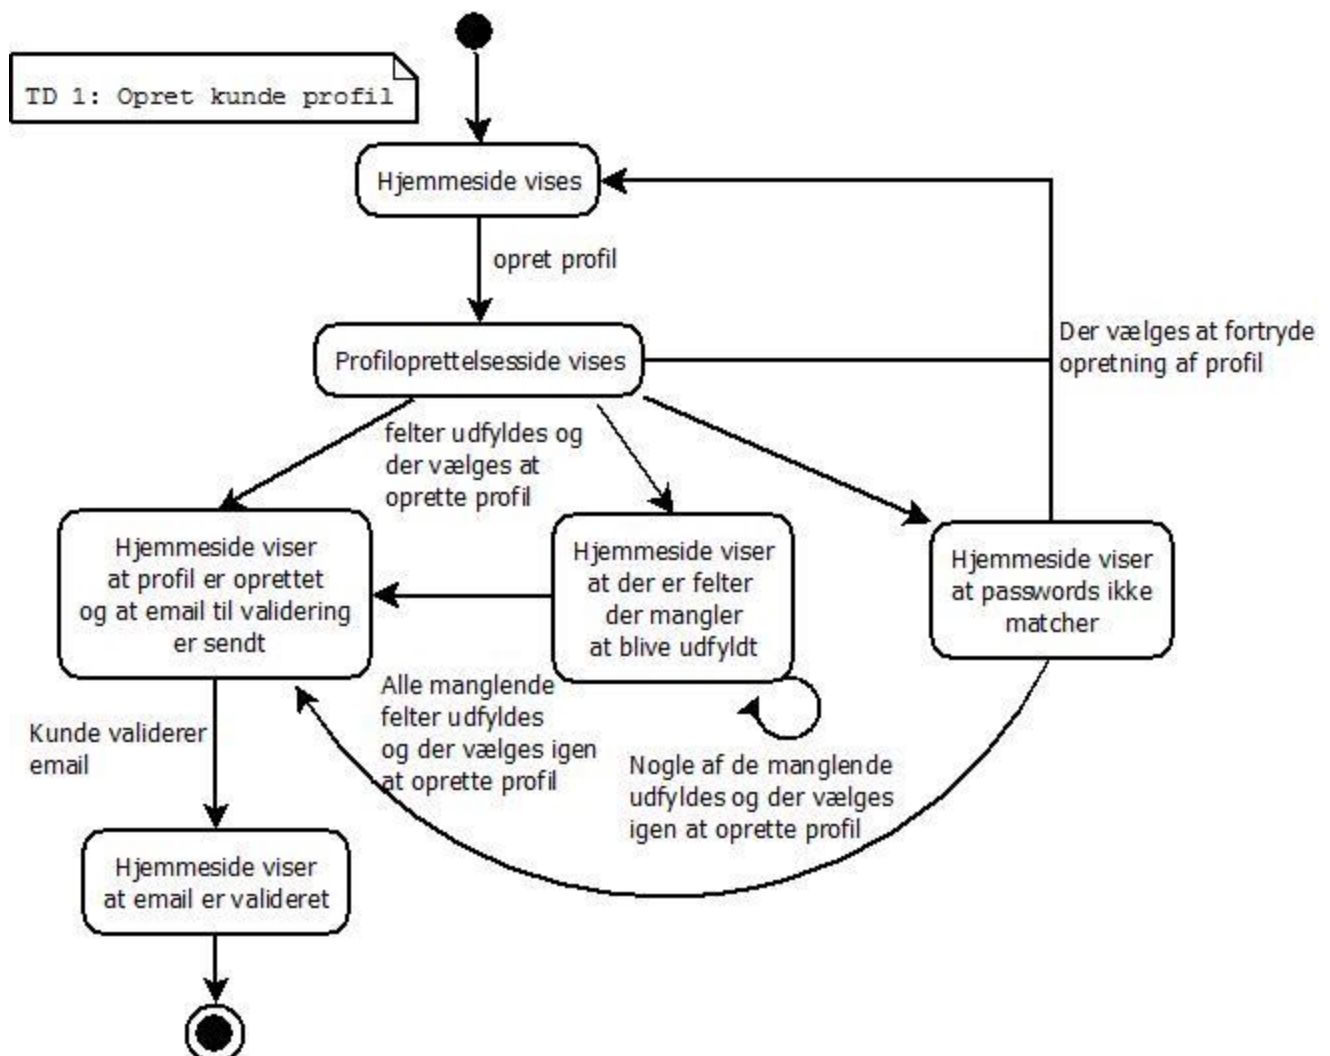 TD 1: Opret kunde profil
Hjemmeside vises
opret profil
Profiloprettelsesside vises
Der vælges at fortryde
opretning af profil
felter udfyldes og
der vælges at
oprette profil
Hjemmeside viser
at profil er oprettet
og at email til validering
er sendt
Hjemmeside viser
at der er felter
der mangler
at blive udfyldt
Hjemmeside viser
at passwords ikke
matcher
Alle manglende
felter udfyldes
og der vælges igen
at oprette profil
Kunde validerer
email
Nogle af de manglende
udfyldes og der vælges
igen at oprette profil
Hjemmeside viser
at email er valideret